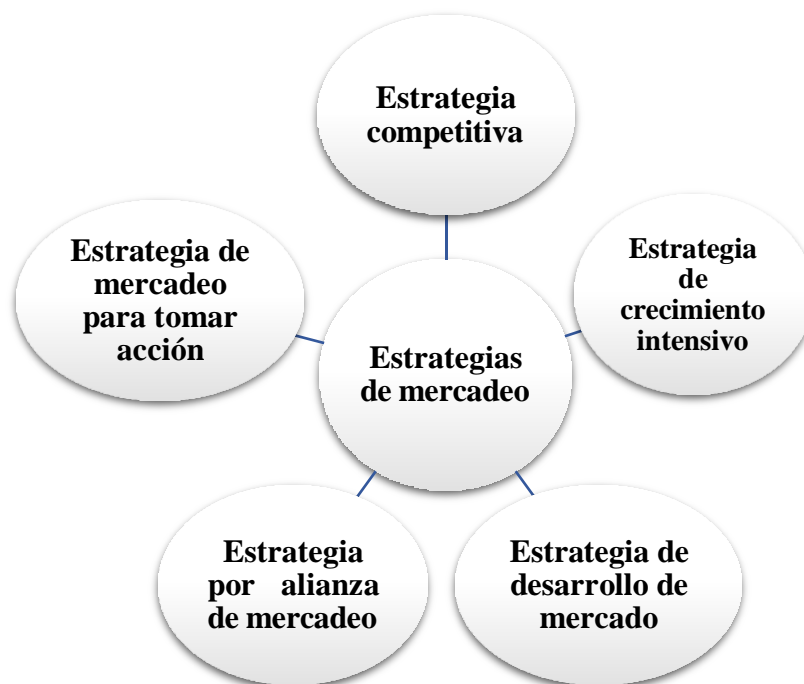 Estrategia
competitiva
Estrategia de
mercadeo
para tomar
acción
Estrategia
de
crecimiento
intensivo
Estrategias
de mercadeo
Estrategia
por alianza
de mercadeo
Estrategia de
desarrollo de
mercado